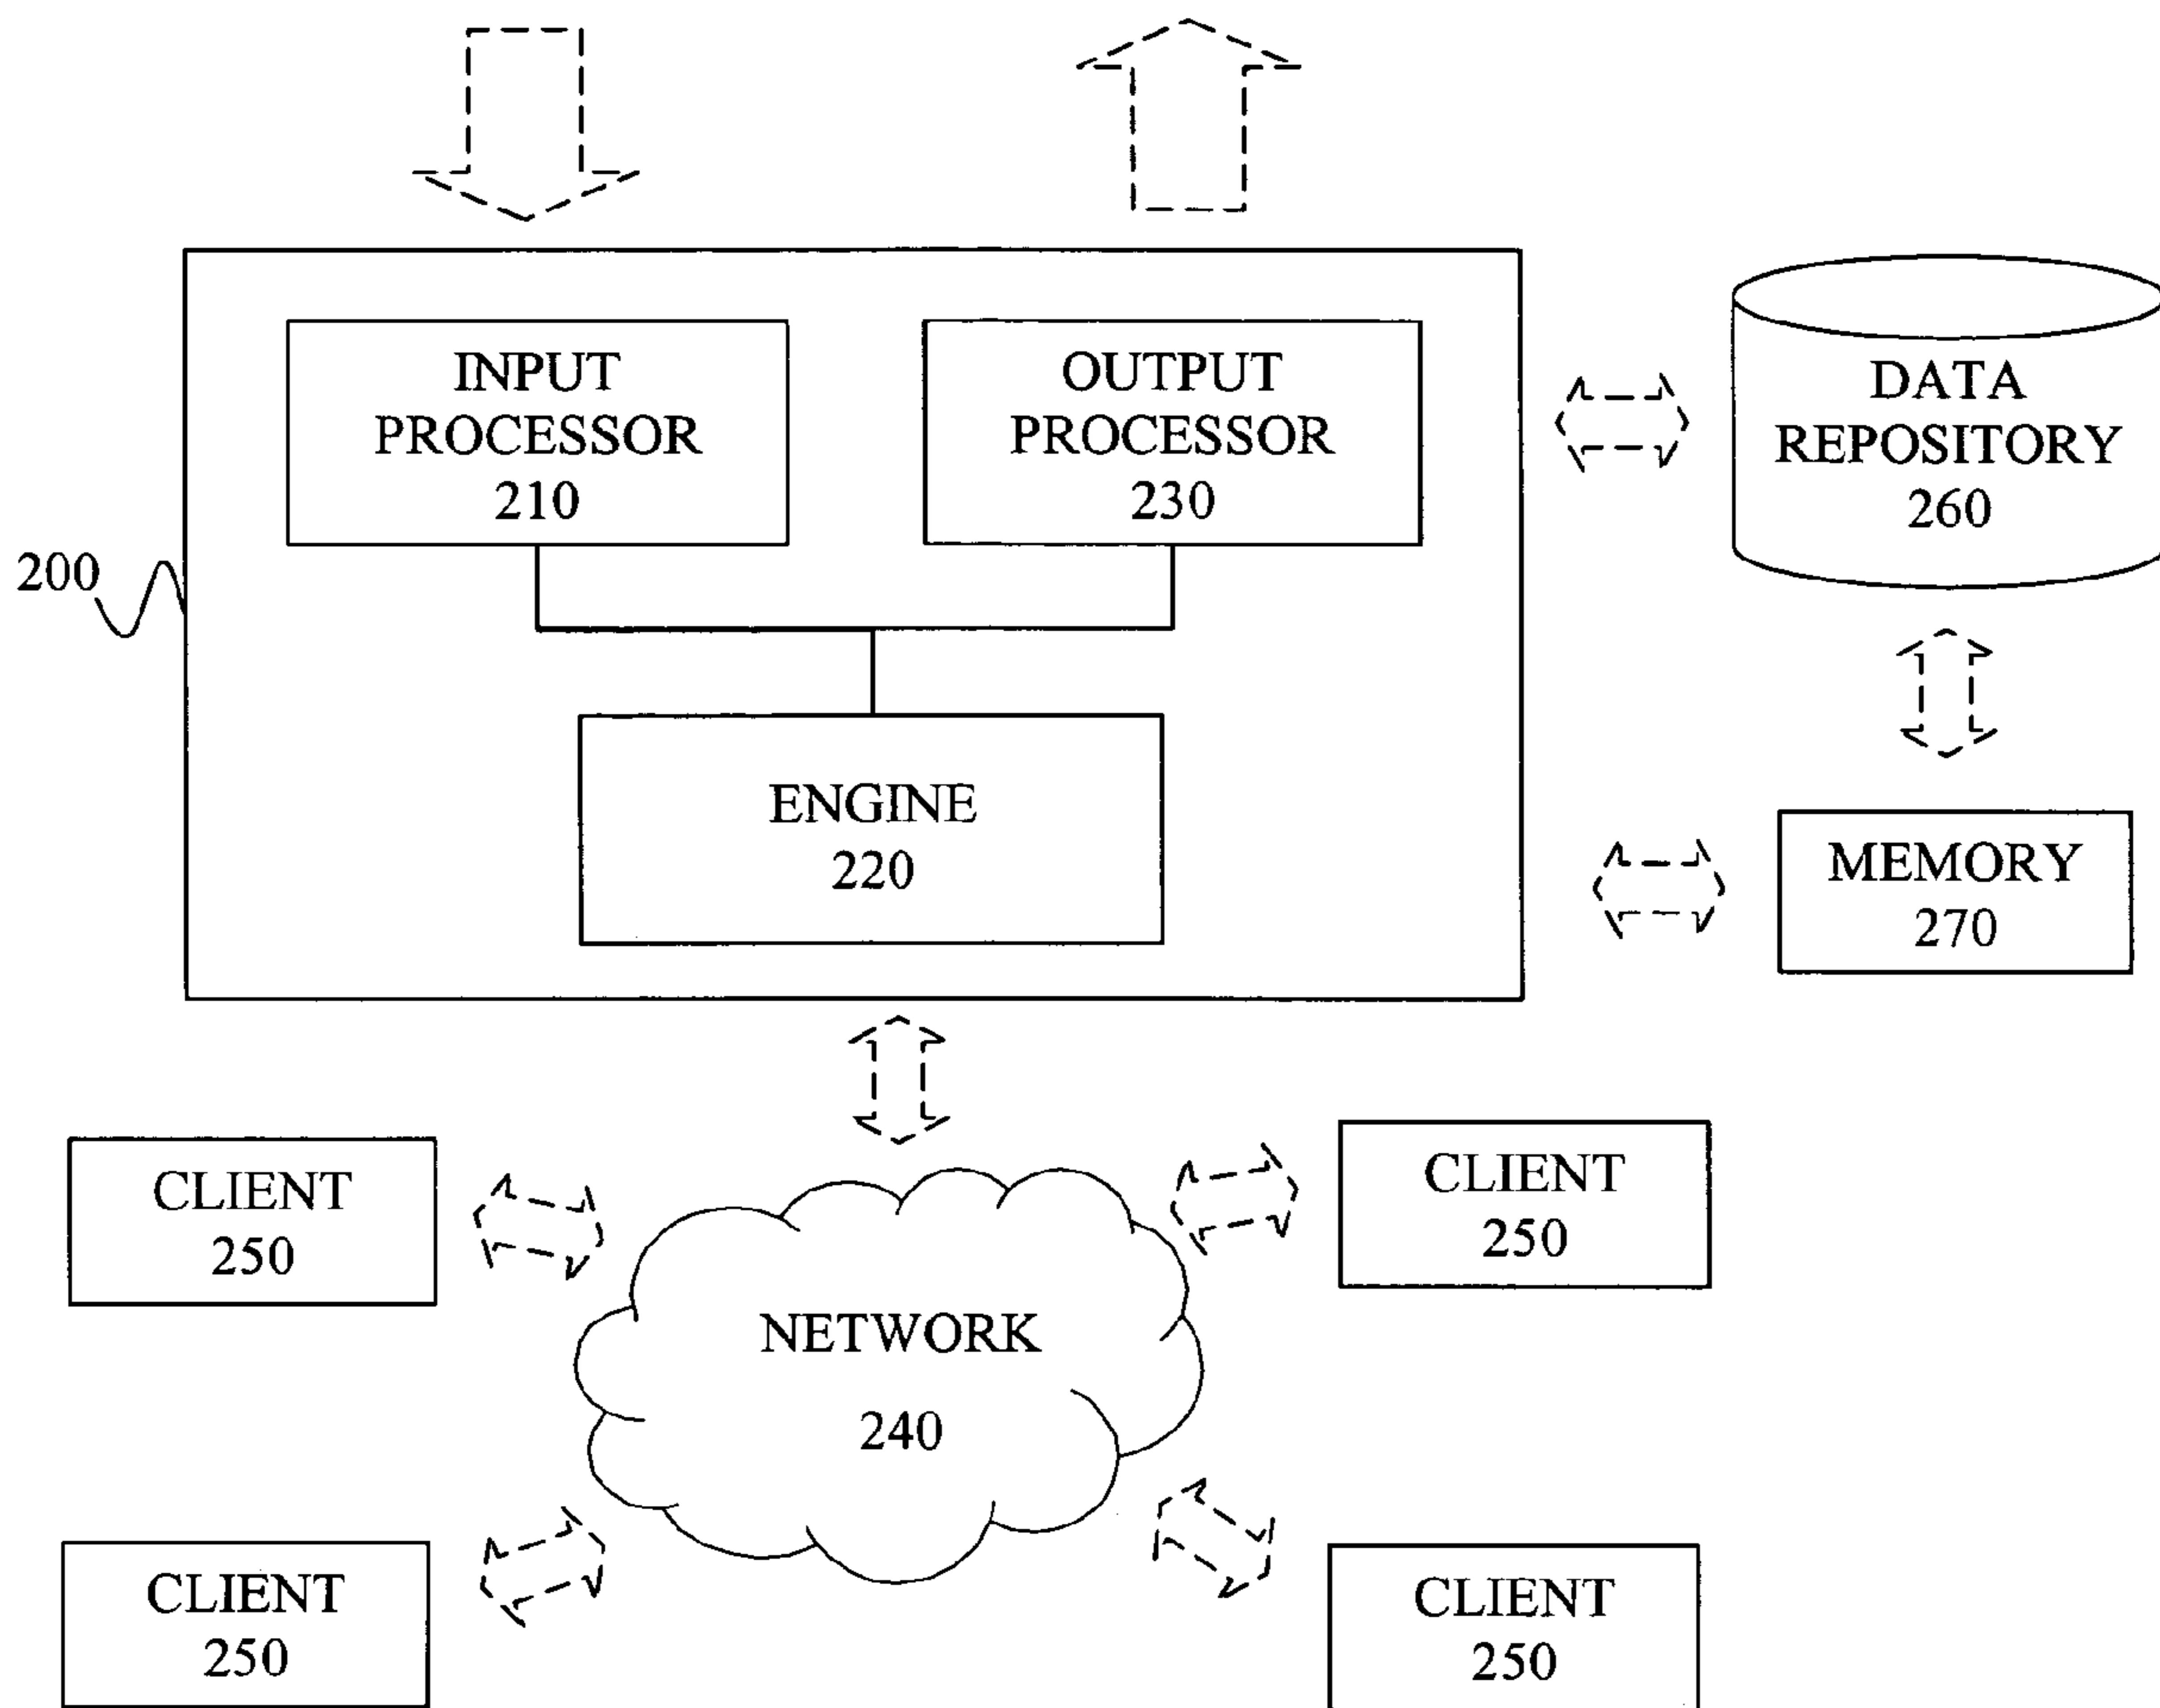 INPUT
PROCESSOR
210
OUTPUT
PROCESSOR
230
DATA
REPOSITORY
260
200
ENGINE
220
MEMORY
270
CLIENT
250
CLIENT
250
NETWORK
240
CLIENT
250
CLIENT
250